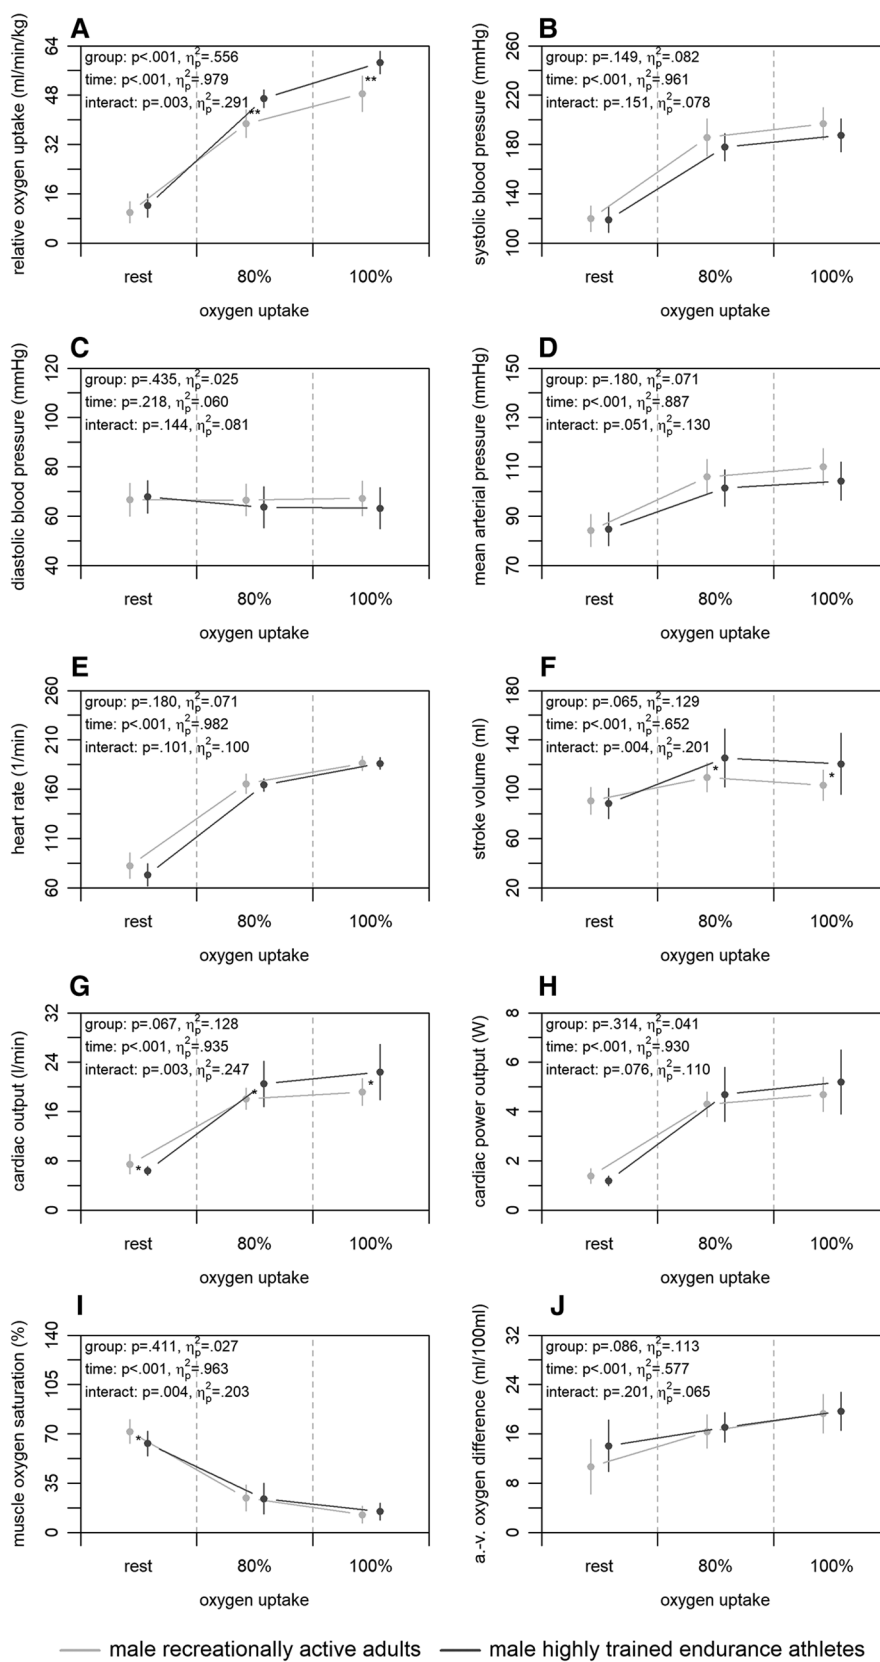 A
relative oxygen uptake (ml/min/kg)
64
48
32
16
0
group: p<.001, η²p=.556
time: p<.001, η²p=.979
interact: p=.003, η²p=.291
**
**
rest 80% 100%
oxygen uptake
B
systolic blood pressure (mmHg)
260
220
180
140
100
group: p=.149, η²p=.082
time: p<.001, η²p=.961
interact: p=.151, η²p=.078
rest 80% 100%
oxygen uptake
C
diastolic blood pressure (mmHg)
120
100
80
60
40
group: p=.435, η²p=.025
time: p=.218, η²p=.060
interact: p=.144, η²p=.081
rest 80% 100%
oxygen uptake
D
mean arterial pressure (mmHg)
150
130
110
90
70
group: p=.180, η²p=.071
time: p<.001, η²p=.887
interact: p=.051, η²p=.130
rest 80% 100%
oxygen uptake
E
heart rate (1/min)
260
210
160
110
60
group: p=.180, η²p=.071
time: p<.001, η²p=.982
interact: p=.101, η²p=.100
rest 80% 100%
oxygen uptake
F
stroke volume (ml)
180
140
100
60
20
group: p=.065, η²p=.129
time: p<.001, η²p=.652
interact: p=.004, η²p=.201
*
*
rest 80% 100%
oxygen uptake
G
cardiac output (l/min)
32
24
16
8
0
group: p=.067, η²p=.128
time: p<.001, η²p=.935
interact: p=.003, η²p=.247
*
*
*
rest 80% 100%
oxygen uptake
H
cardiac power output (W)
8
6
4
2
0
group: p=.314, η²p=.041
time: p<.001, η²p=.930
interact: p=.076, η²p=.110
rest 80% 100%
oxygen uptake
I
muscle oxygen saturation (%)
140
105
70
35
0
group: p=.411, η²p=.027
time: p<.001, η²p=.963
interact: p=.004, η²p=.203
*
rest 80% 100%
oxygen uptake
J
a.-v. oxygen difference (ml/100ml)
32
24
16
8
0
group: p=.086, η²p=.113
time: p<.001, η²p=.577
interact: p=.201, η²p=.065
rest 80% 100%
oxygen uptake
male recreationally active adults male highly trained endurance athletes